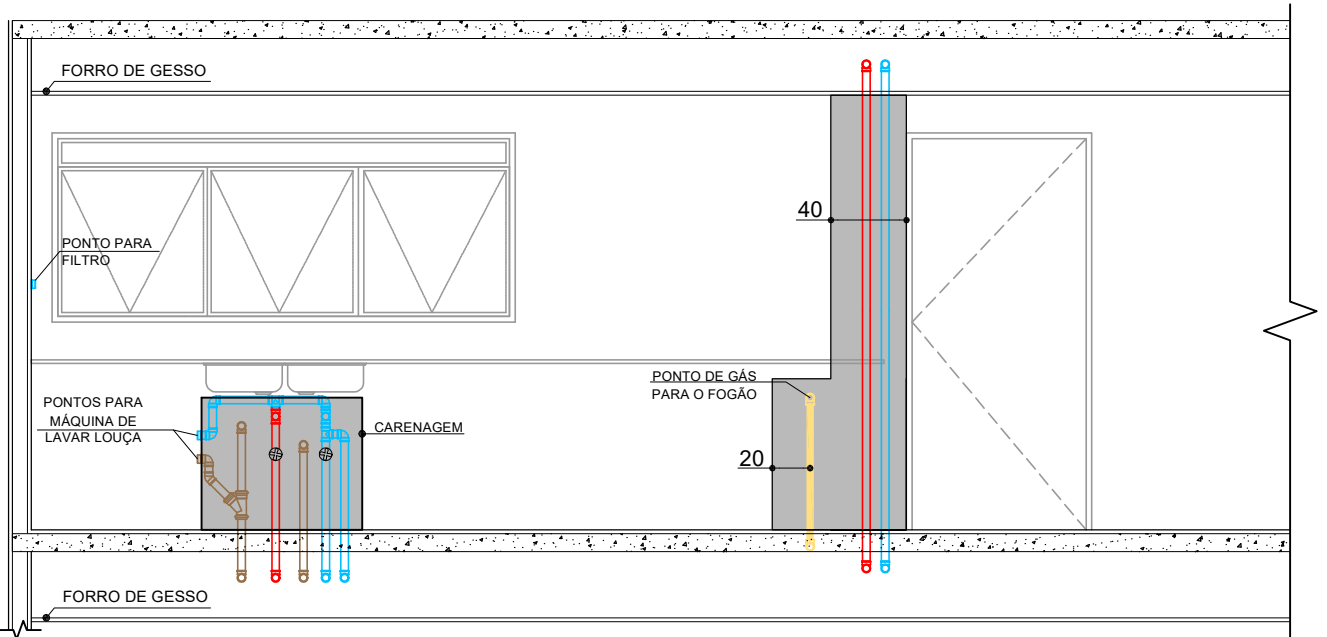 FORRO DE GESSO
40
PONTO PARA
FILTRO
PONTO DE GÁS
PARA O FOGÃO
PONTOS PARA
MÁQUINA DE
LAVAR LOUÇA
CARENAGEM
20
FORRO DE GESSO